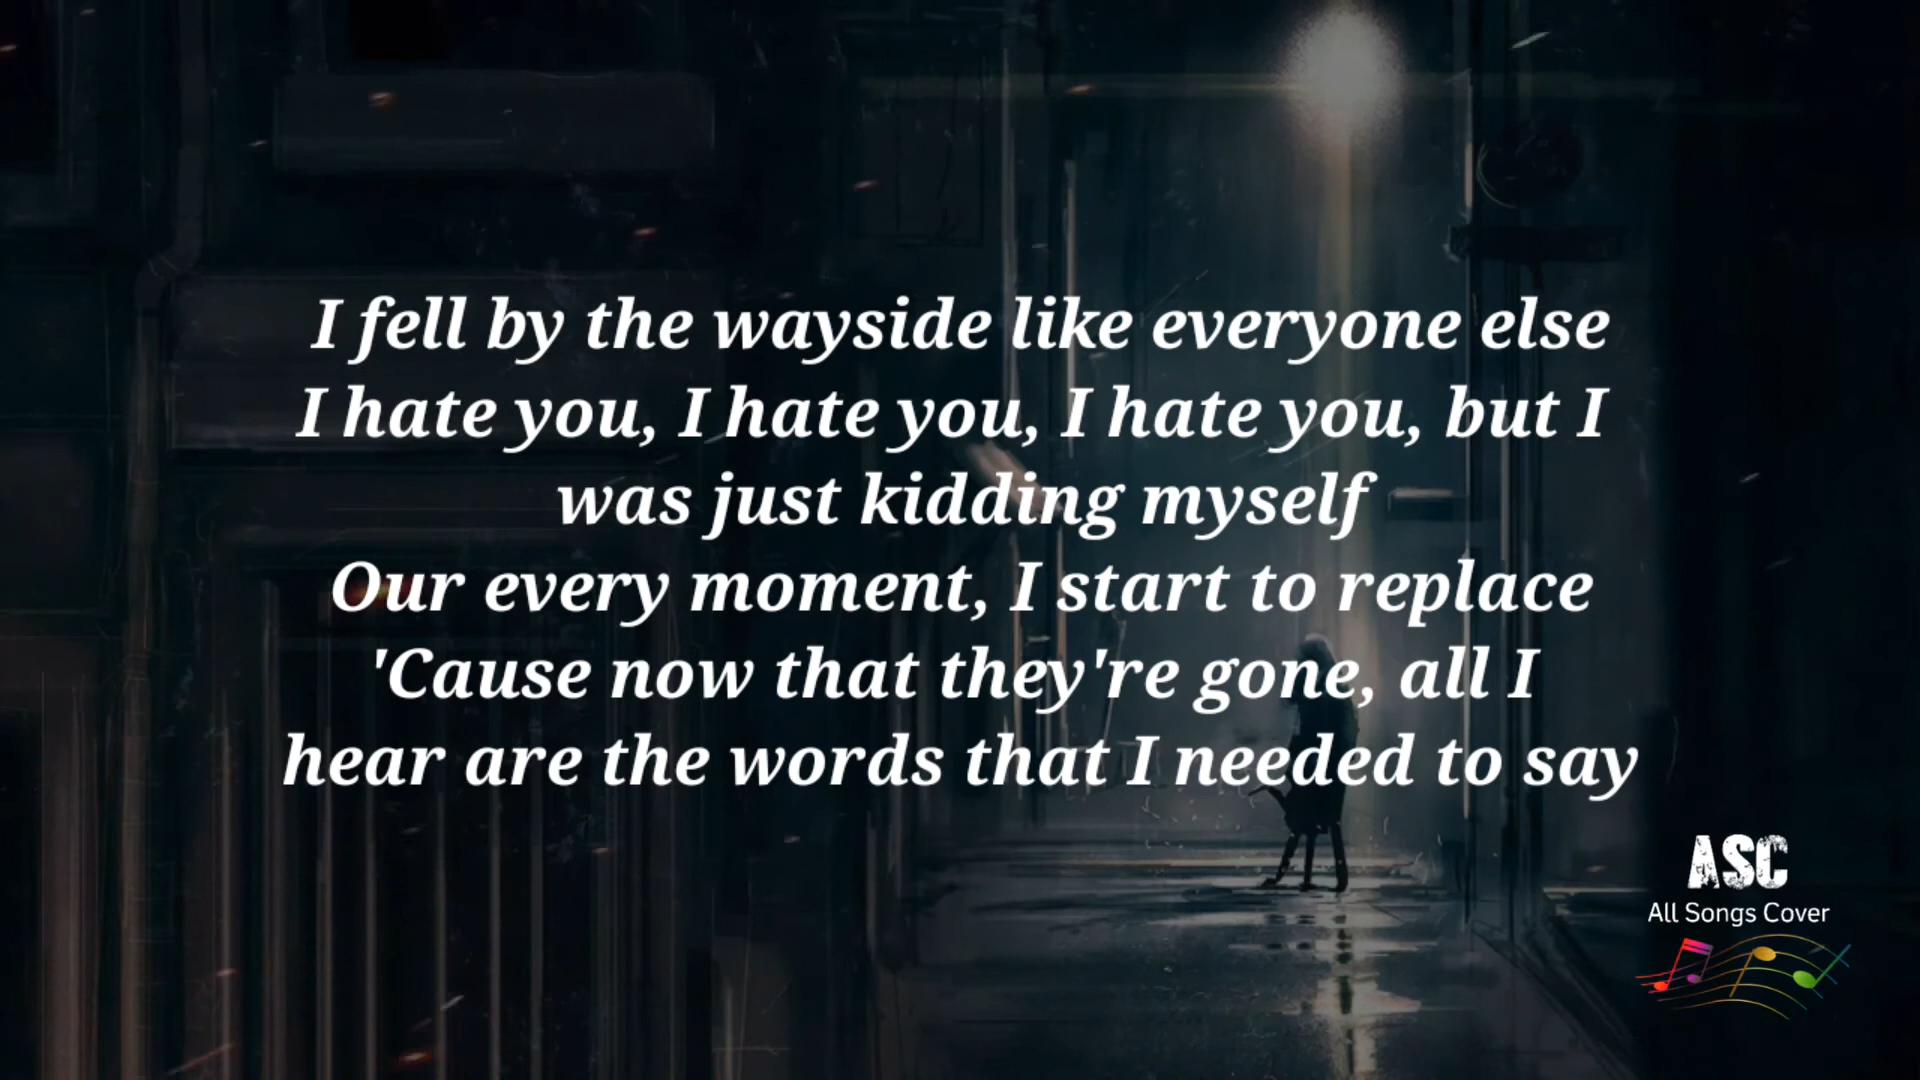 I fell by the wayside like everyone else
I hate you, I hate you, I hate you, but I
was just kidding myself
Our every moment, I start to replace
'Cause now that they're gone, all I
hear are the words that I needed to say
ASC
All Songs Cover